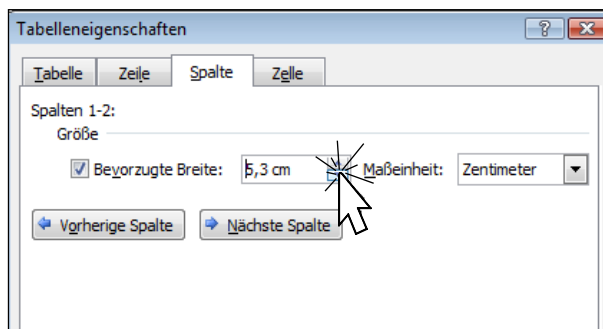 Tabelleneigenschaften
Tabelle Zeile Spalte Zelle
Spalten 1-2:
Größe
Bevorzugte Breite: 5,3 cm Maßeinheit: Zentimeter
Vorherige Spalte Nächste Spalte